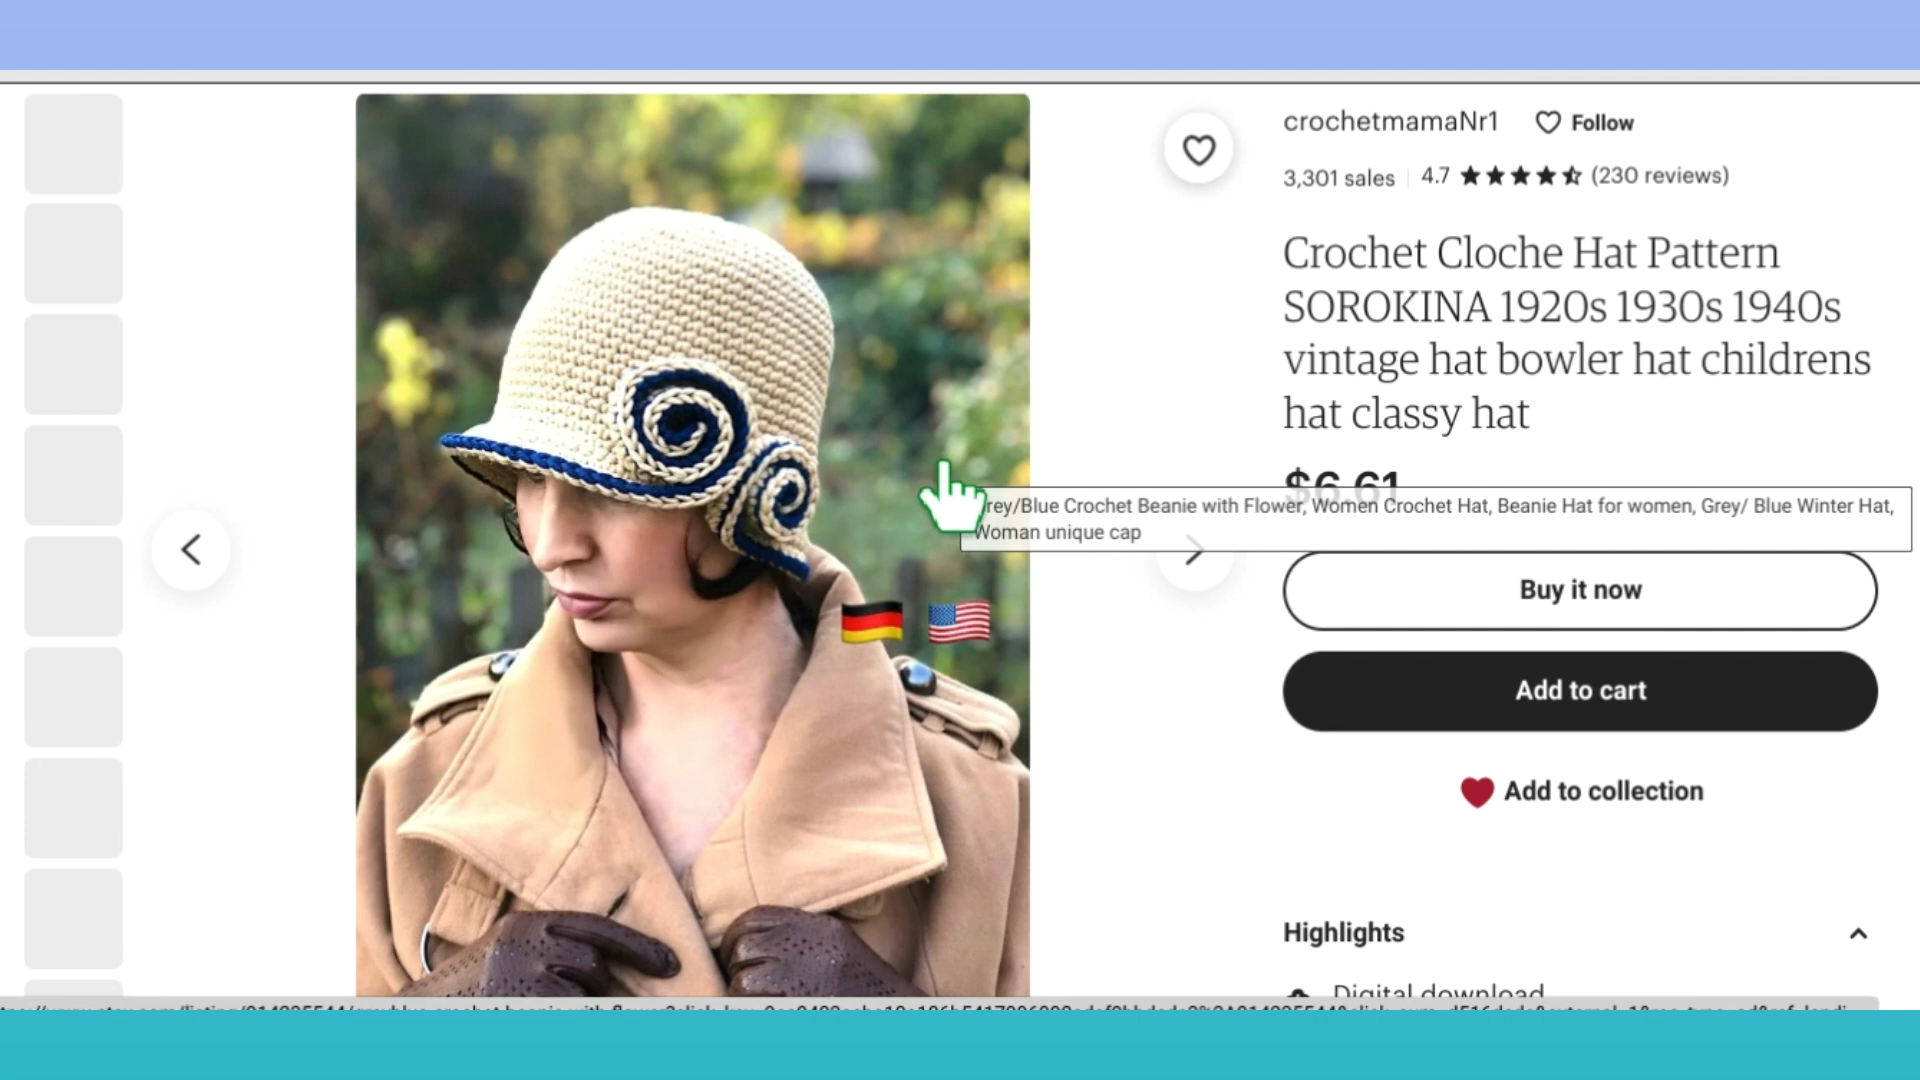 crochetmamaNr1 Follow
3,301 sales 4.7 (230 reviews)
Crochet Cloche Hat Pattern
SOROKINA 1920s 1930s 1940s
vintage hat bowler hat childrens
hat classy hat
$6.61
rey/Blue Crochet Beanie with Flower, Women Crochet Hat, Beanie Hat for women, Grey/ Blue Winter Hat,
Woman unique cap
Buy it now
Add to cart
Add to collection
Highlights
Digital download